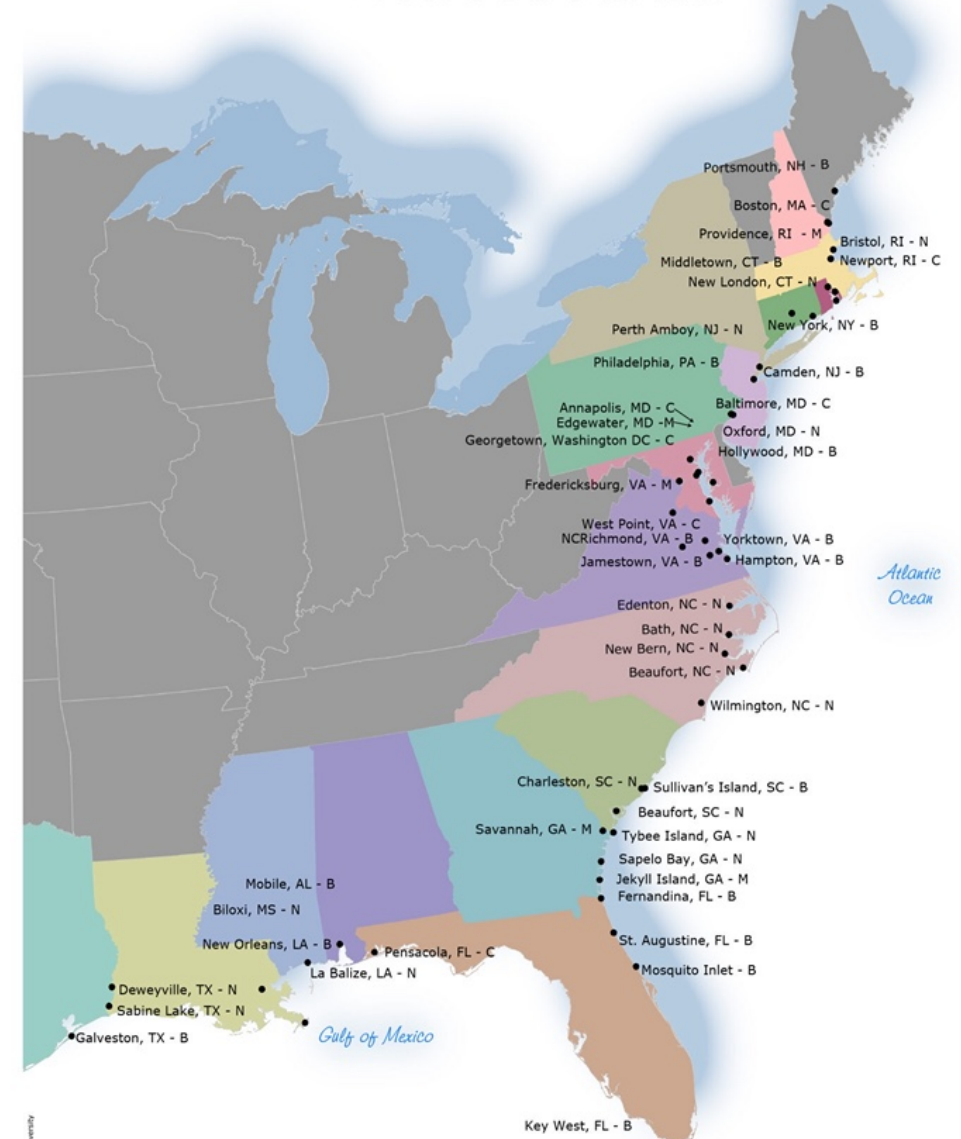 Portsmouth, NH - B
Boston, MA - C
Providence, RI - M
Bristol, RI - N
Middletown, CT - B
Newport, RI - C
New London, CT - N
New York, NY - B
Perth Amboy, NJ - N
Philadelphia, PA - B
Camden, NJ - B
Baltimore, MD - C
Annapolis, MD - C
Edgewater, MD -M
Oxford, MD - N
Georgetown, Washington DC - C
Hollywood, MD - B
Fredericksburg, VA - M
West Point, VA - C
NCRichmond, VA - B
Yorktown, VA - B
Jamestown, VA - B
Hampton, VA - B
Atlantic
Ocean
Edenton, NC - N
Bath, NC - N
New Bern, NC - N
Beaufort, NC - N
Wilmington, NC - N
Charleston, SC - N
Sullivan's Island, SC - B
Beaufort, SC - N
Savannah, GA - M
Tybee Island, GA - N
Sapelo Bay, GA - N
Jekyll Island, GA - M
Mobile, AL - B
Fernandina, FL - B
Biloxi, MS - N
St. Augustine, FL - B
New Orleans, LA - B
Pensacola, FL - C
Mosquito Inlet - B
La Balize, LA - N
Deweyville, TX - N
Sabine Lake, TX - N
Galveston, TX - B
Gulf of Mexico
Key West, FL - B